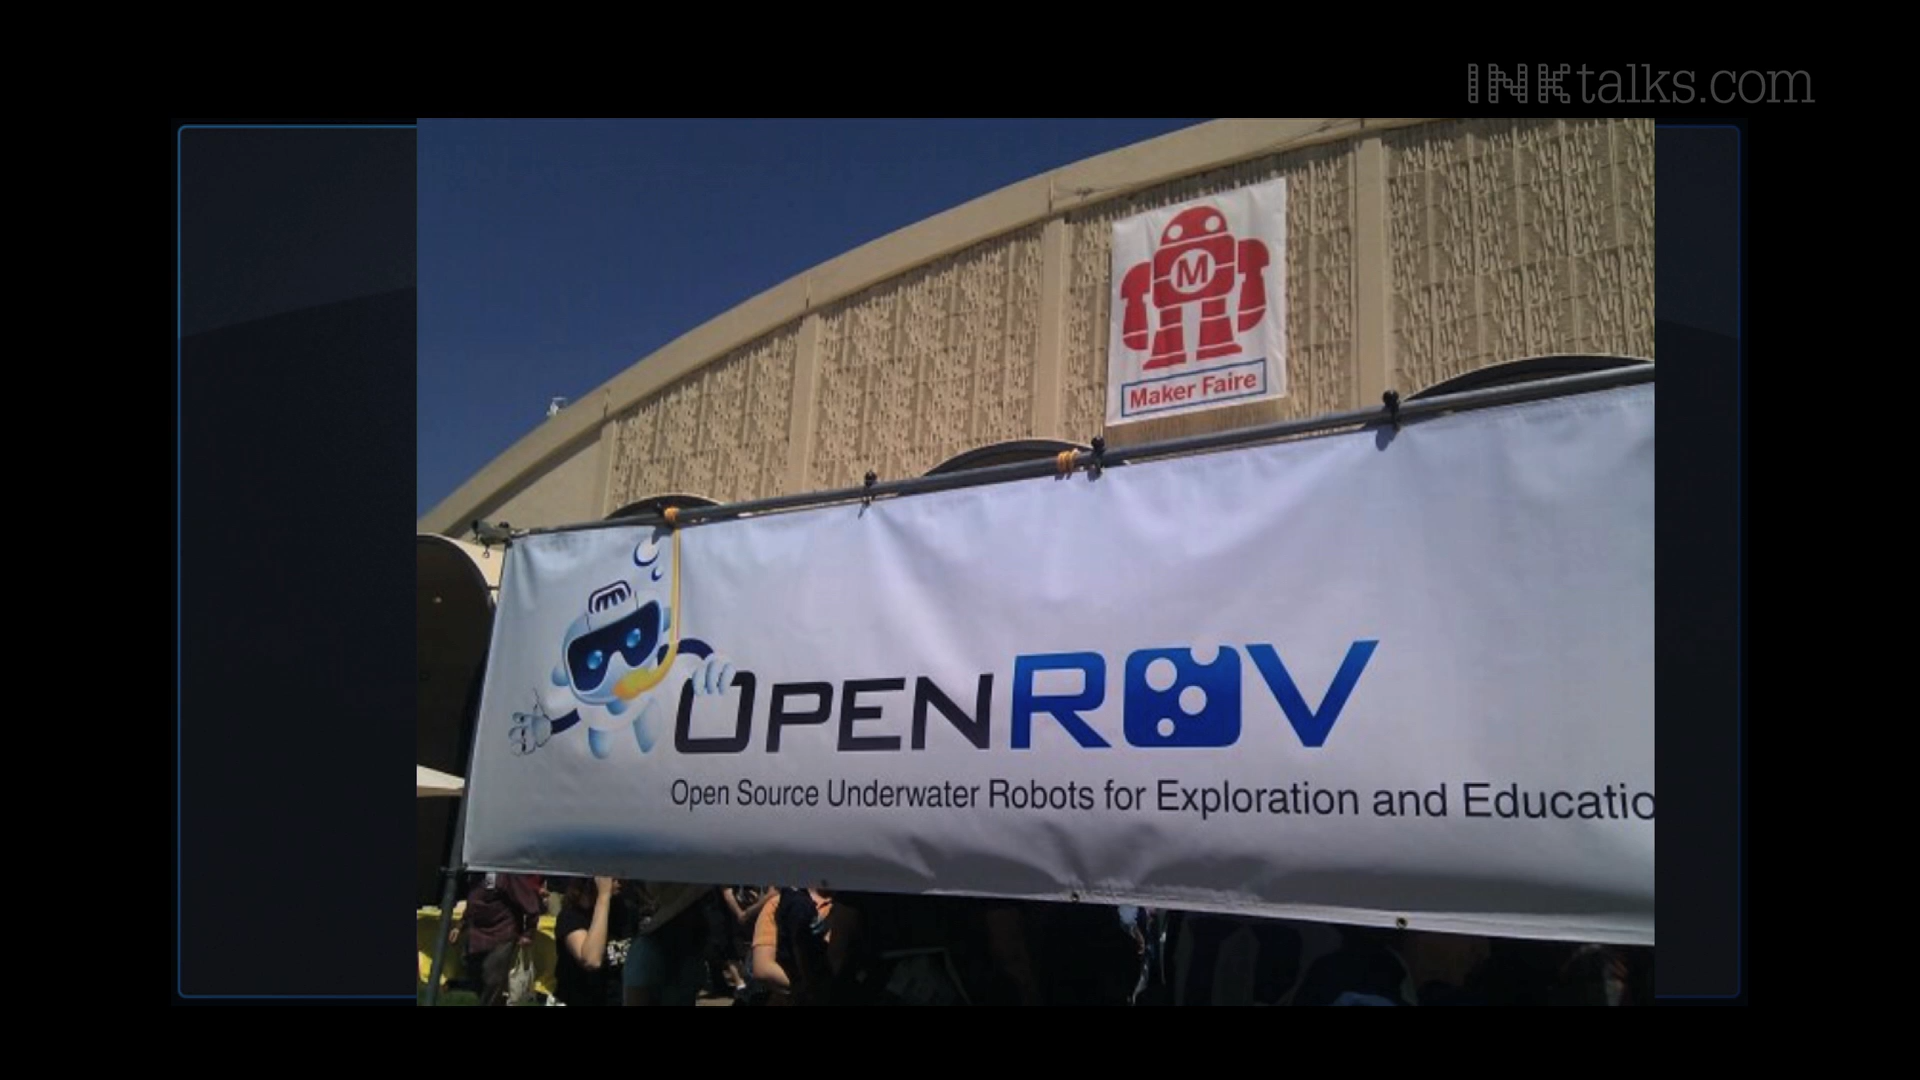 INKtalks.com
M
Maker Faire
OPENROV
Open Source Underwater Robots for Exploration and Educatio